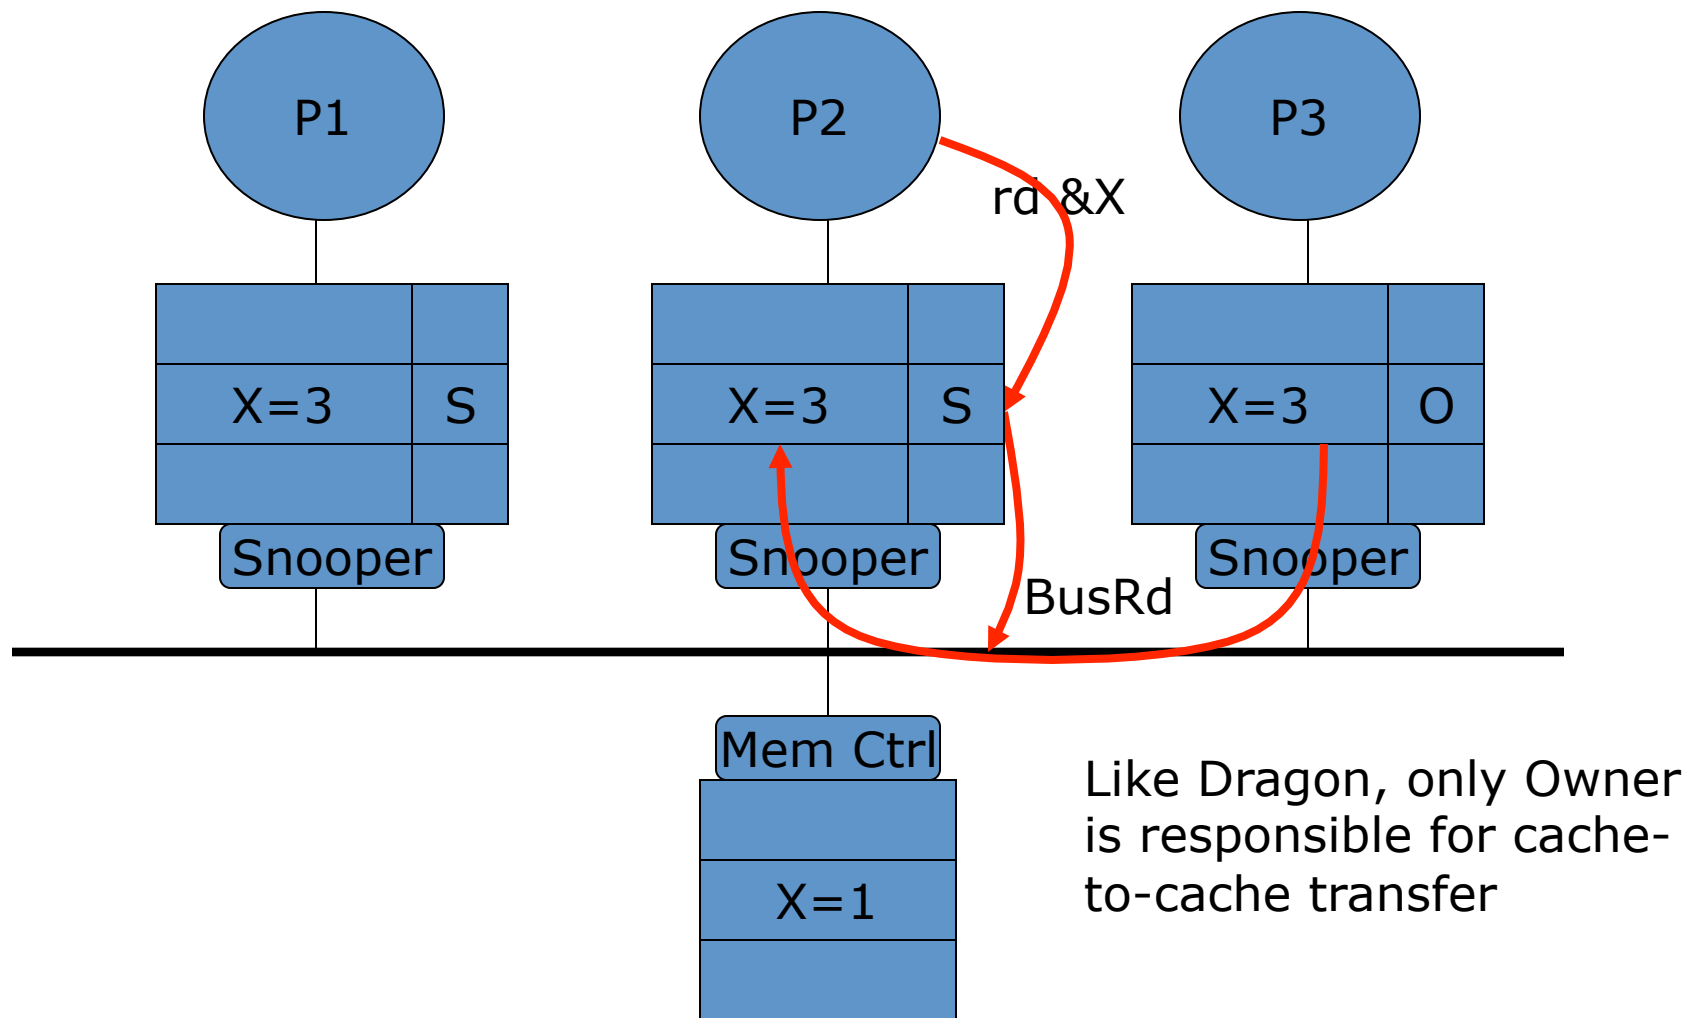 P1
P2
P3
rd &X
X=3
S
X=3
S
X=3
O
Snooper
Snooper
Snooper
BusRd
Mem Ctrl
Like Dragon, only Owner
is responsible for cache-
to-cache transfer
X=1